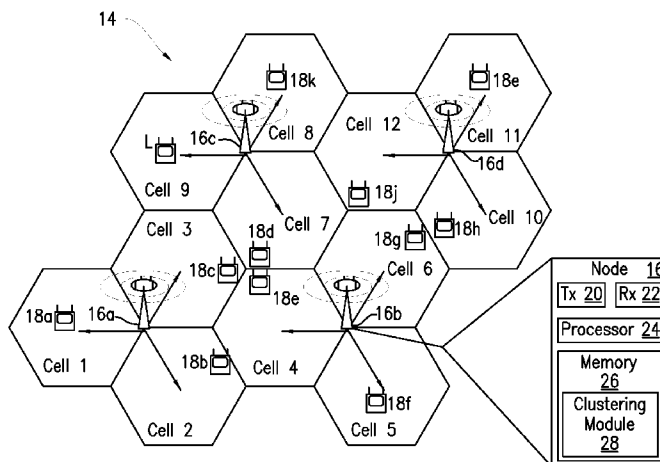 14
18k
18e
16c
Cell 8
Cell 12
Cell 11
L
16d
Cell 9
18j
Cell 3
Cell 7
Cell 10
18d
18g
18h
18c
Cell 6
18e
Node 16
Tx 20 Rx 22
18a
16a
16b
Processor 24
Cell 1
18b
Cell 4
Memory
26
18f
Clustering
Module
28
Cell 2
Cell 5